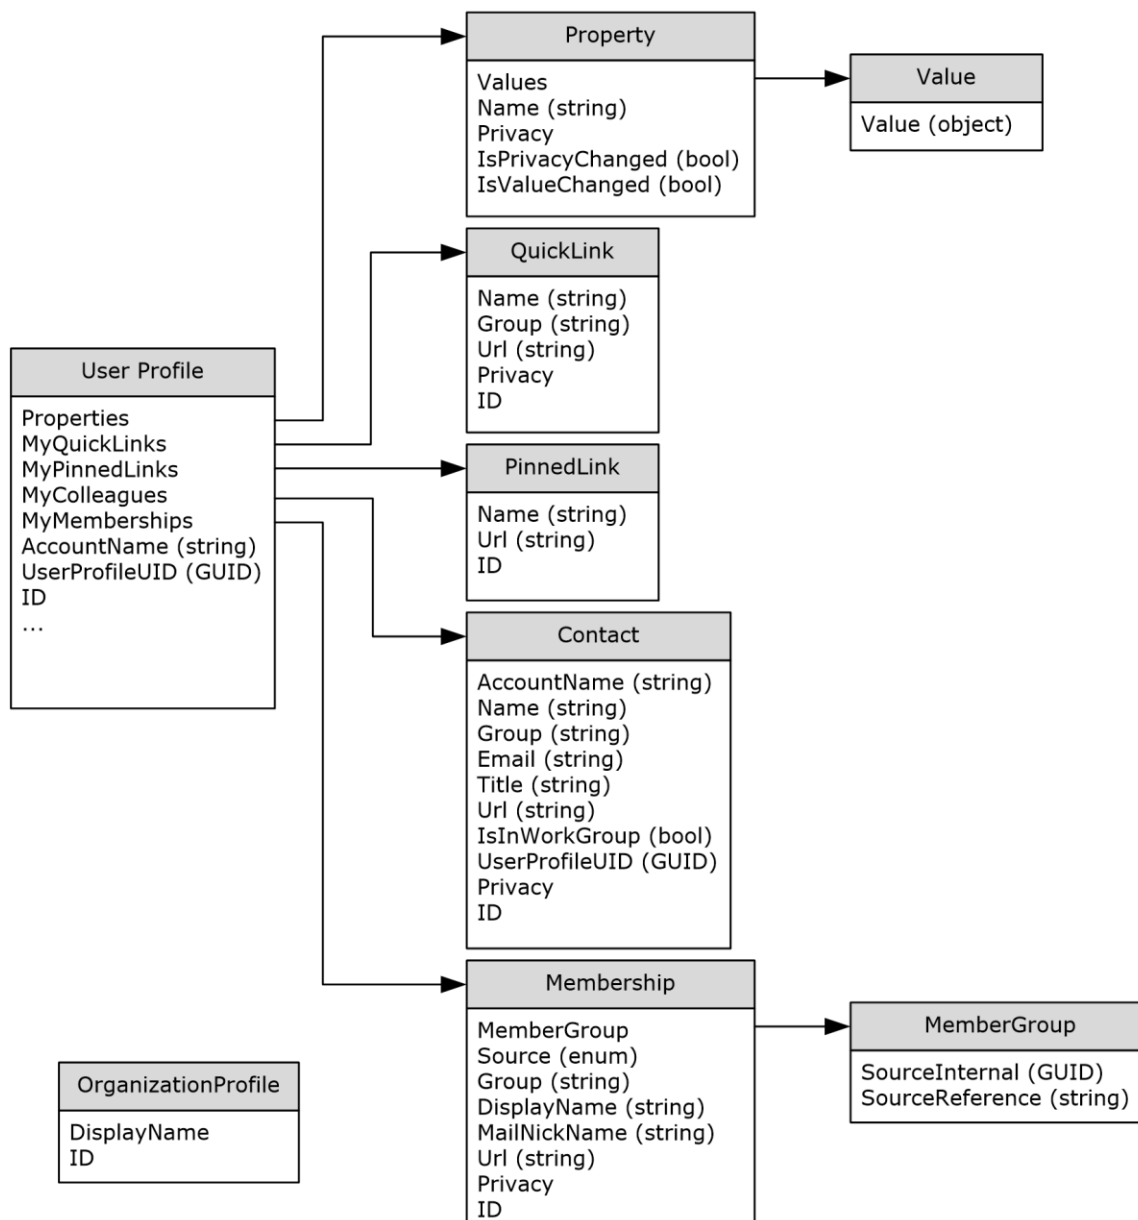 Property
Values
Name (string)
Privacy
IsPrivacyChanged (bool)
IsValueChanged (bool)
Value
Value (object)
QuickLink
Name (string)
Group (string)
Url (string)
Privacy
ID
User Profile
Properties
MyQuickLinks
MyPinnedLinks
MyColleagues
MyMemberships
AccountName (string)
UserProfileUID (GUID)
ID
...
PinnedLink
Name (string)
Url (string)
ID
Contact
AccountName (string)
Name (string)
Group (string)
Email (string)
Title (string)
Url (string)
IsInWorkGroup (bool)
UserProfileUID (GUID)
Privacy
ID
Membership
MemberGroup
Source (enum)
Group (string)
DisplayName (string)
MailNickName (string)
Url (string)
Privacy
ID
MemberGroup
SourceInternal (GUID)
SourceReference (string)
OrganizationProfile
DisplayName
ID